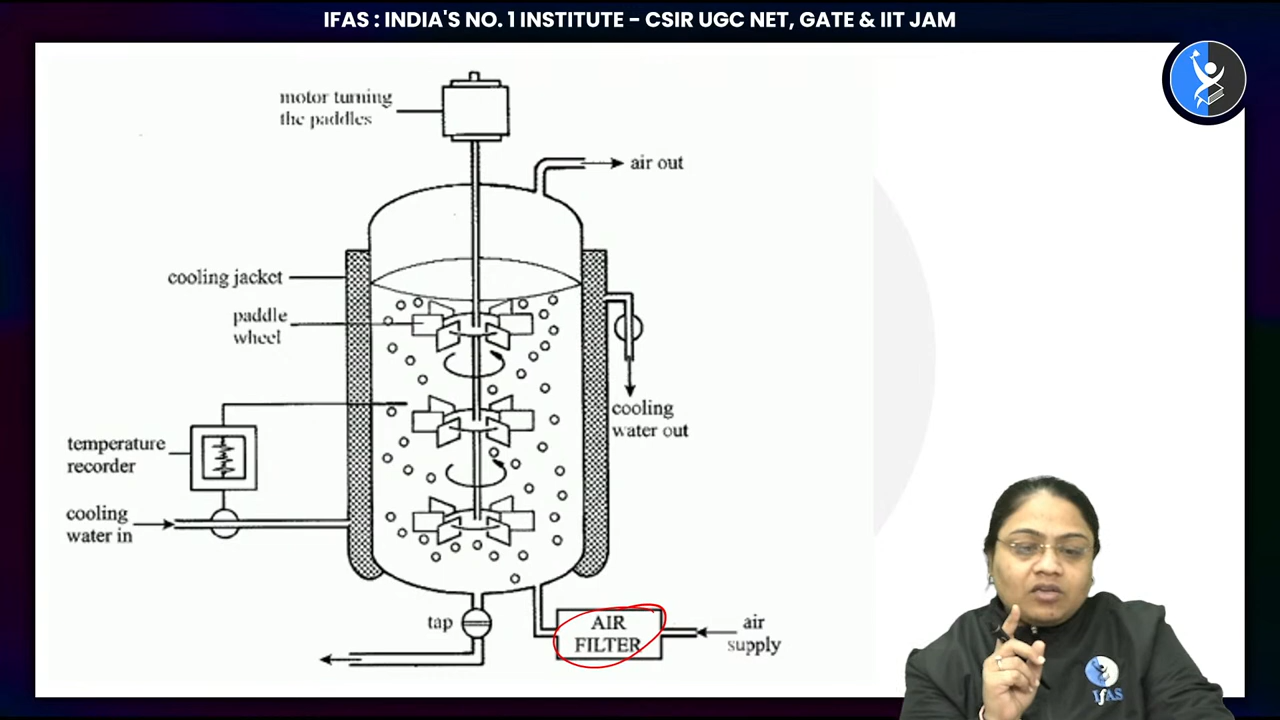 IFAS : INDIA'S NO. 1 INSTITUTE – CSIR UGC NET, GATE & IIT JAM
motor turning
the paddles
air out
cooling jacket
paddle
wheel
cooling
water out
temperature
recorder
cooling
water in
tap
AIR
FILTER
air
supply
IFAS